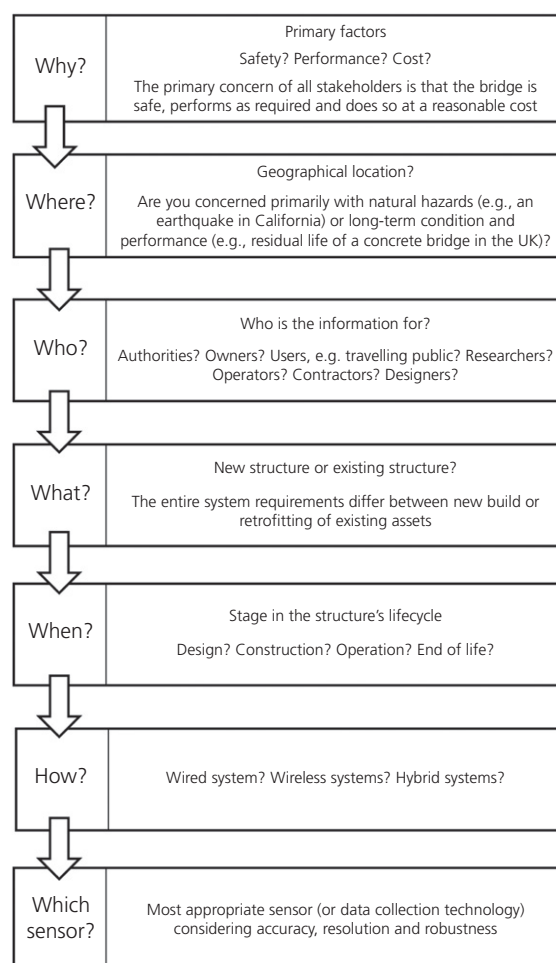 Why?
Primary factors
Safety? Performance? Cost?
The primary concern of all stakeholders is that the bridge is
safe, performs as required and does so at a reasonable cost
Where?
Geographical location?
Are you concerned primarily with natural hazards (e.g., an
earthquake in California) or long-term condition and
performance (e.g., residual life of a concrete bridge in the UK)?
Who?
Who is the information for?
Authorities? Owners? Users, e.g. travelling public? Researchers?
Operators? Contractors? Designers?
What?
New structure or existing structure?
The entire system requirements differ between new build or
retrofitting of existing assets
When?
Stage in the structure’s lifecycle
Design? Construction? Operation? End of life?
How?
Wired system? Wireless systems? Hybrid systems?
Which
sensor?
Most appropriate sensor (or data collection technology)
considering accuracy, resolution and robustness